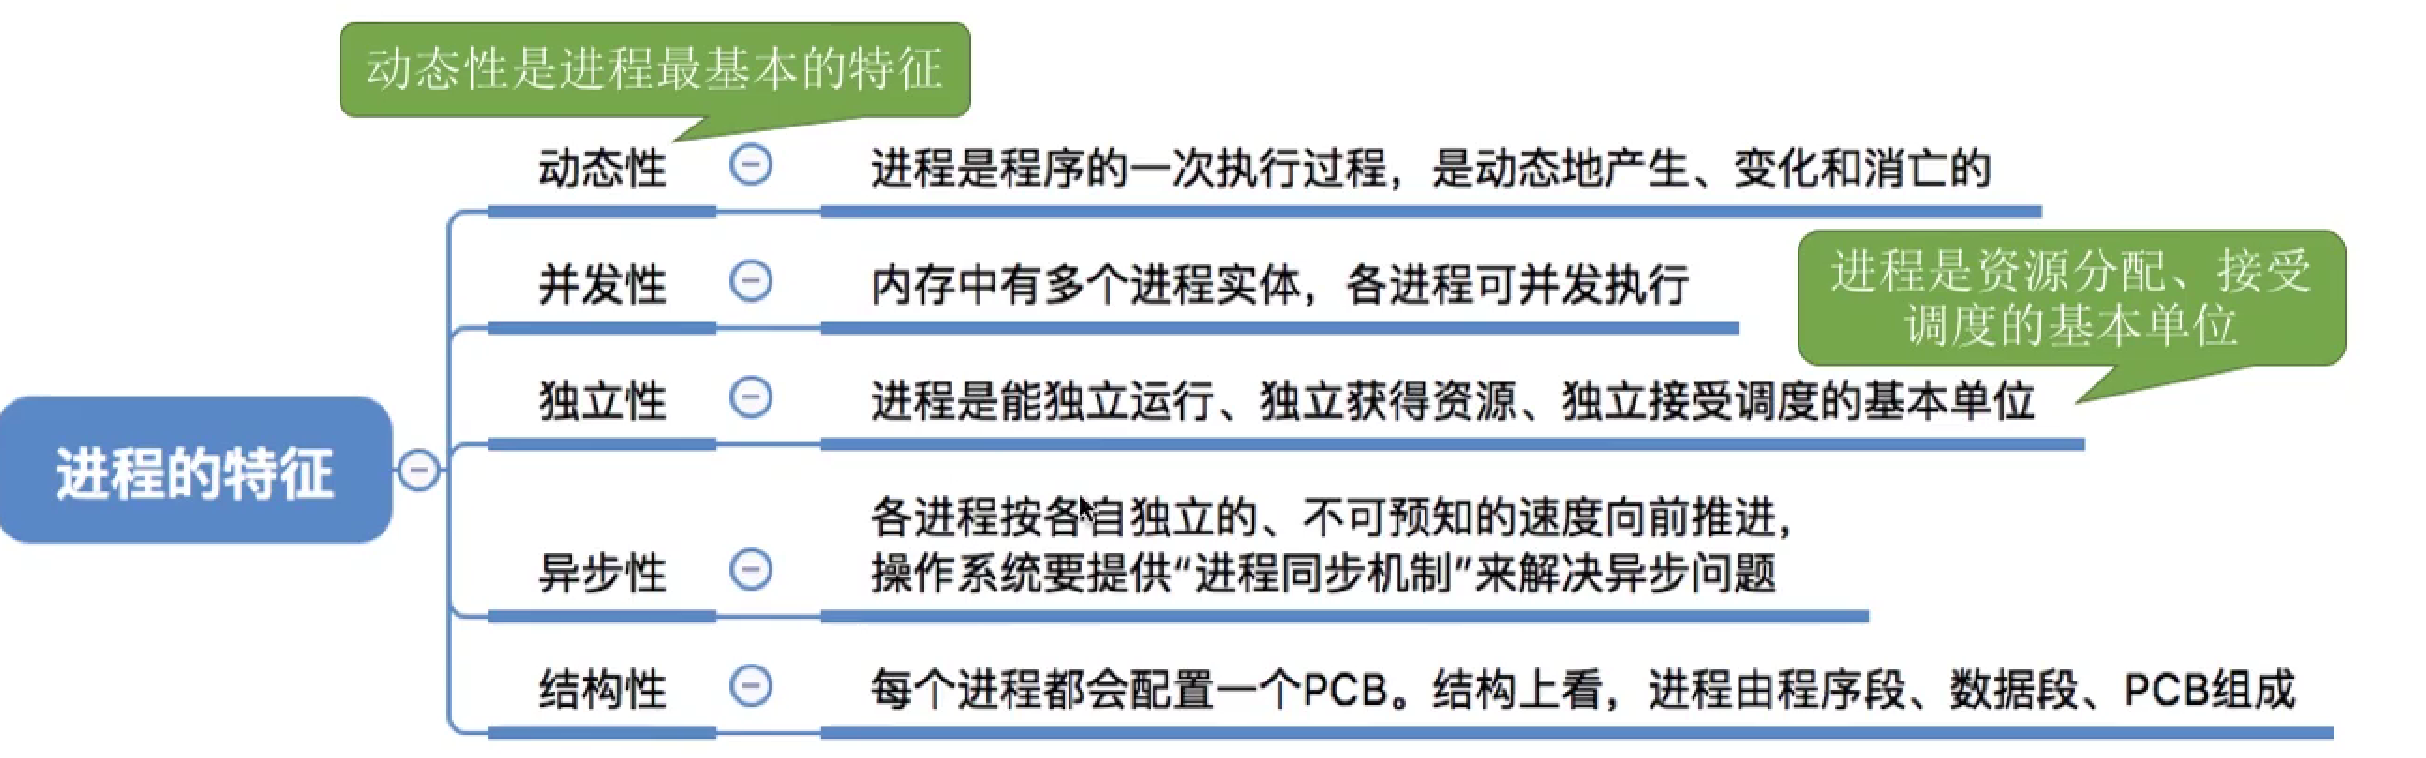 动态性是进程最基本的特征
动态性
进程是程序的一次执行过程，是动态地产生、变化和消亡的
并发性
内存中有多个进程实体，各进程可并发执行
进程是资源分配、接受
调度的基本单位
独立性
进程是能独立运行、独立获得资源、独立接受调度的基本单位
进程的特征
各进程按各自独立的、不可预知的速度向前推进，
异步性
操作系统要提供“进程同步机制”来解决异步问题
结构性
每个进程都会配置一个PCB。结构上看，进程由程序段、数据段、PCB组成